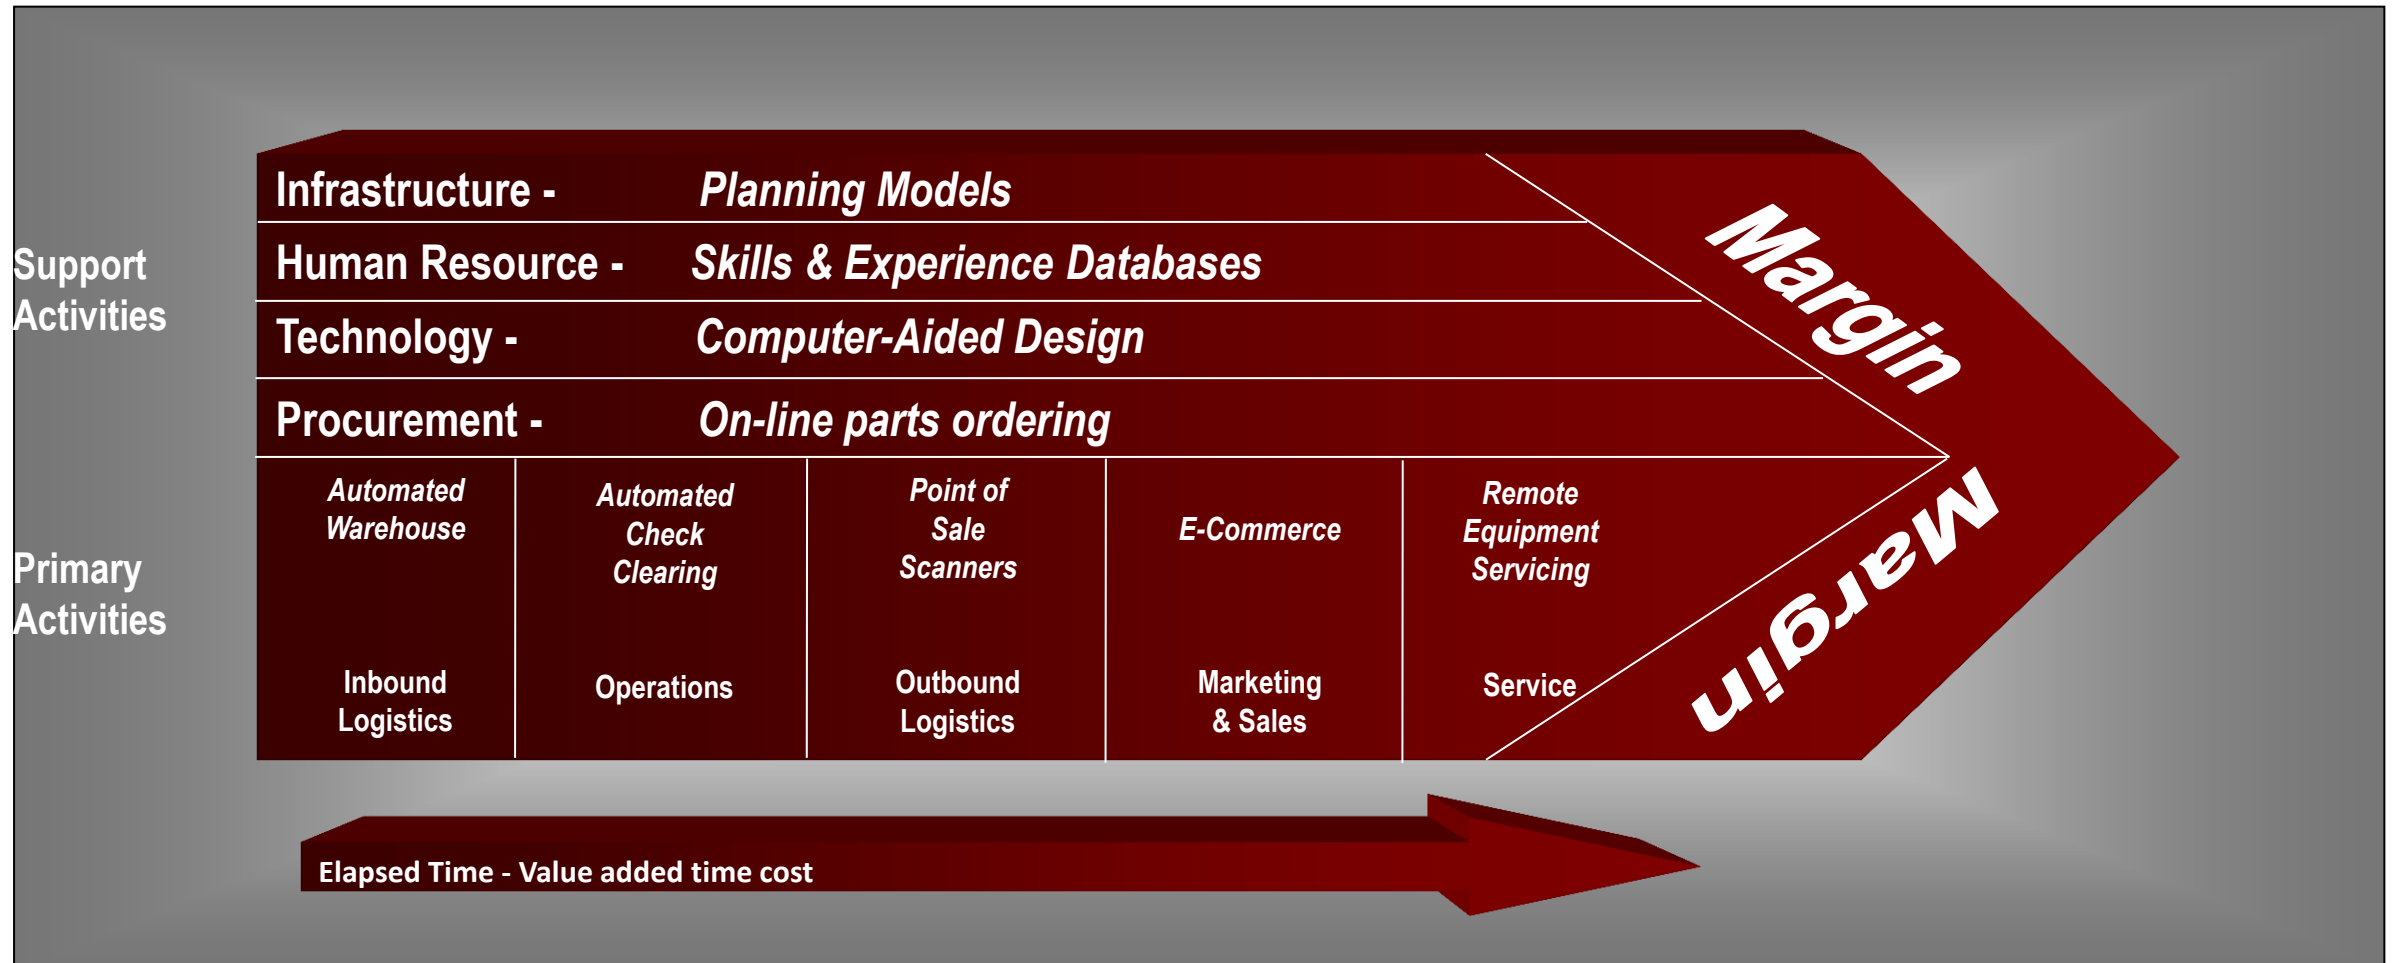 Support
Activities
Infrastructure - Planning Models
Human Resource - Skills & Experience Databases
Technology - Computer-Aided Design
Procurement - On-line parts ordering
Margin
Primary
Activities
Automated
Warehouse
Inbound
Logistics
Automated
Check
Clearing
Operations
Point of
Sale
Scanners
Outbound
Logistics
E-Commerce
Marketing
& Sales
Remote
Equipment
Servicing
Service
Margin
Elapsed Time - Value added time cost